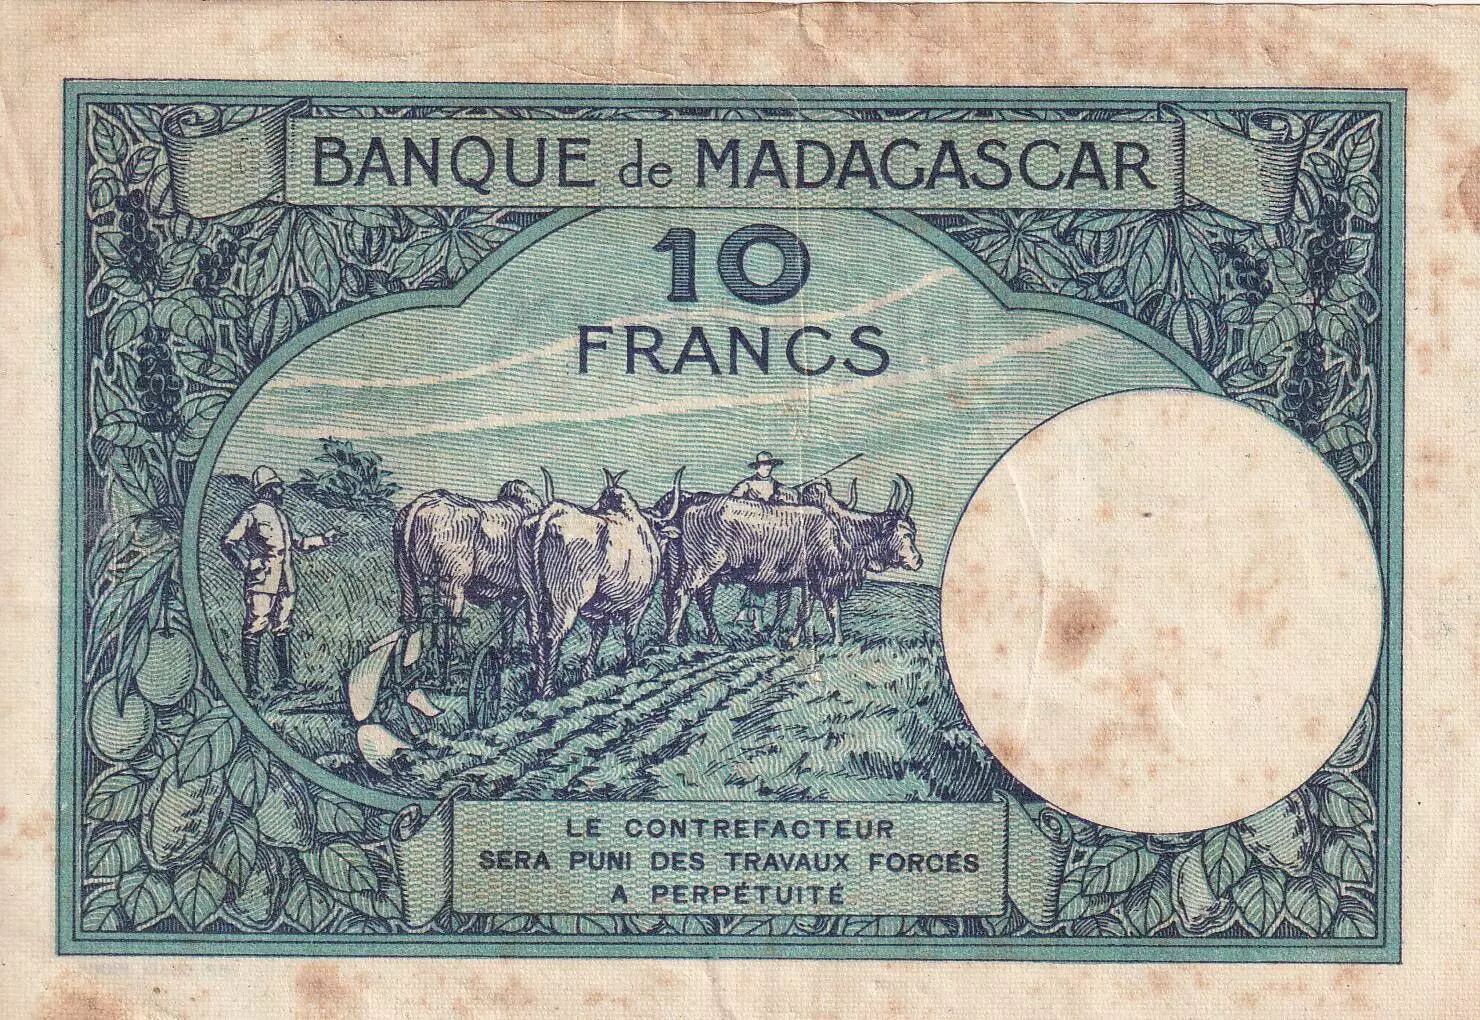 BANQUE de MADAGASCAR
10
FRANCS
LE CONTREFACTEUR
SERA PUNI DES TRAVAUX FORCÉS
A PERPÉTUITÉ